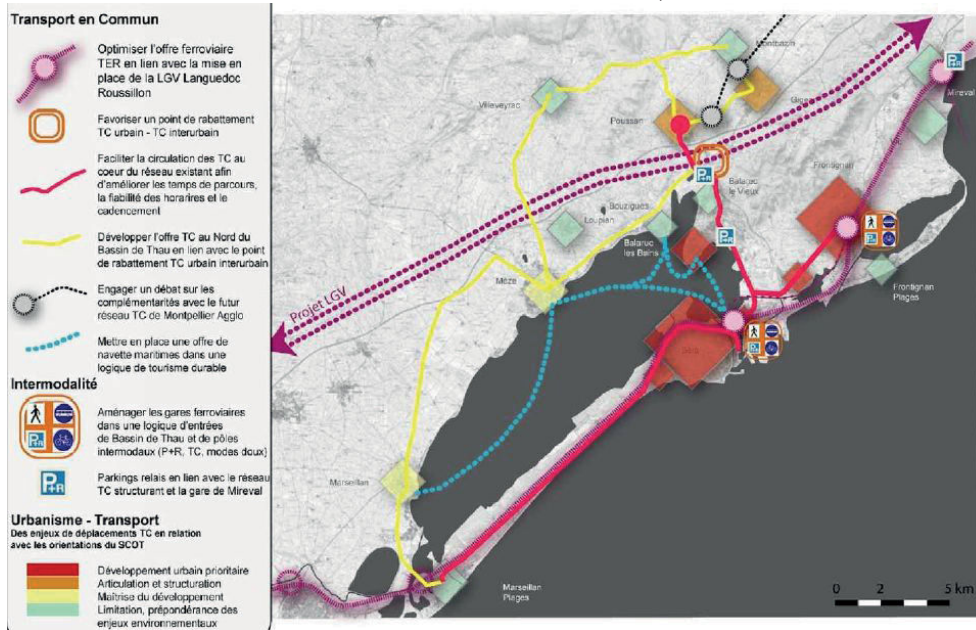 Transport en Commun
Optimiser l'offre ferroviaire
TER en lien avec la mise en
place de la LGV Languedoc
Roussillon
Favoriser un point de rabattement
TC urbain - TC interurbain
Faciliter la circulation des TC au
coeur du réseau existant afin
d'améliorer les temps de parcours,
la fiabilité des horarires et le
cadencement
Développer l'offre TC au Nord du
Bassin de Thau en lien avec le point
de rabattement TC urbain interurbain
Engager un débat sur les
complémentarités avec le futur
réseau TC de Montpellier Agglo
Mettre en place une offre de
navette maritimes dans une
logique de tourisme durable
Intermodalité
P+R
Aménager les gares ferroviaires
dans une logique d'entrées
de Bassin de Thau et de pôles
intermodaux (P+R, TC, modes doux)
P+R
Parkings relais en lien avec le réseau
TC structurant et la gare de Mireval
Urbanisme - Transport
Des enjeux de déplacements TC en relation
avec les orientations du SCOT
Développement urbain prioritaire
Articulation et structuration
Maîtrise du développement
Limitation, prépondérance des
enjeux environnementaux
Montbazin
P+R
Mireval
Villeveyrac
Gigean
Poussan
P+R
Balaruc
le Vieux
Frontignan
Bouzigues
Loupian
Balaruc
les Bains
P+R
P+R
Frontignan
Plages
Mèze
Projet LGV
Sète
P+R
Marseillan
Marseillan
Plages
0 2 5 km